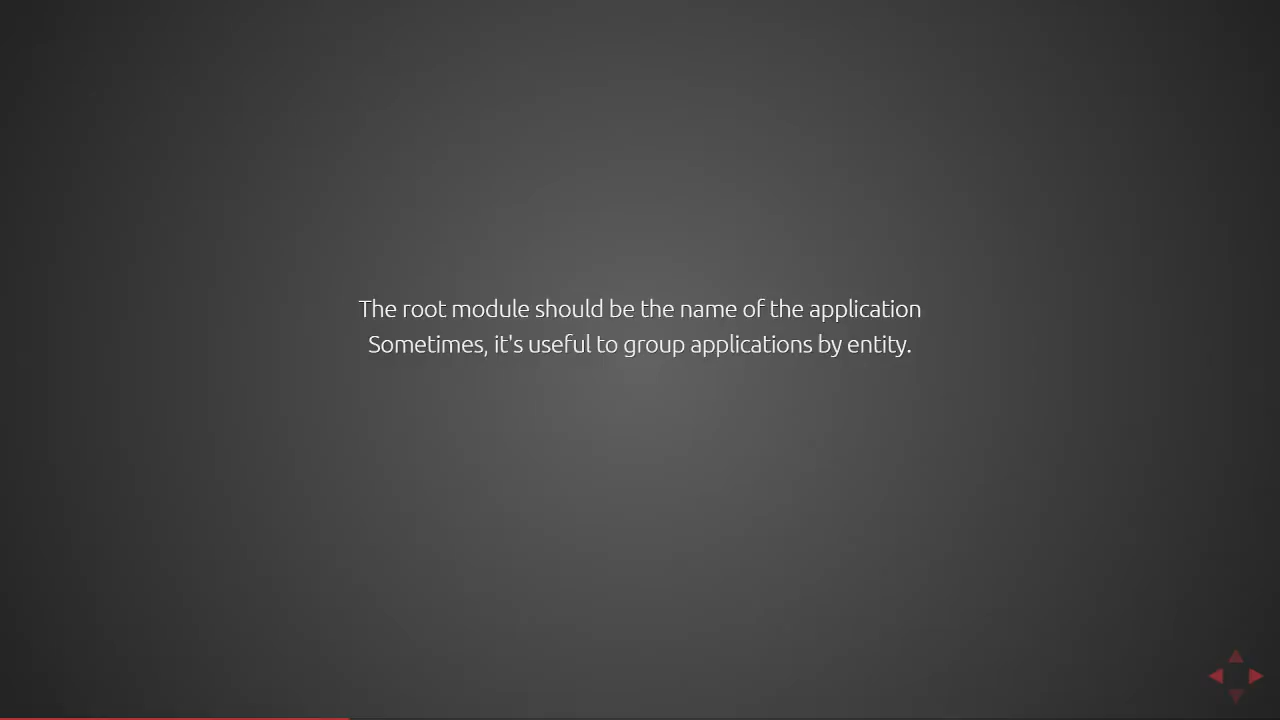 The root module should be the name of the application
Sometimes, it's useful to group applications by entity.